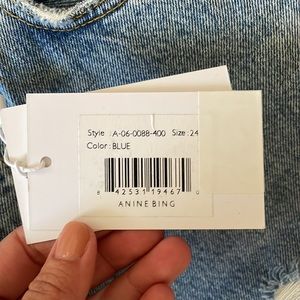 Style : A-06-0088-400 Size : 24
Color : BLUE
8 42531 19467 0
ANINE BING